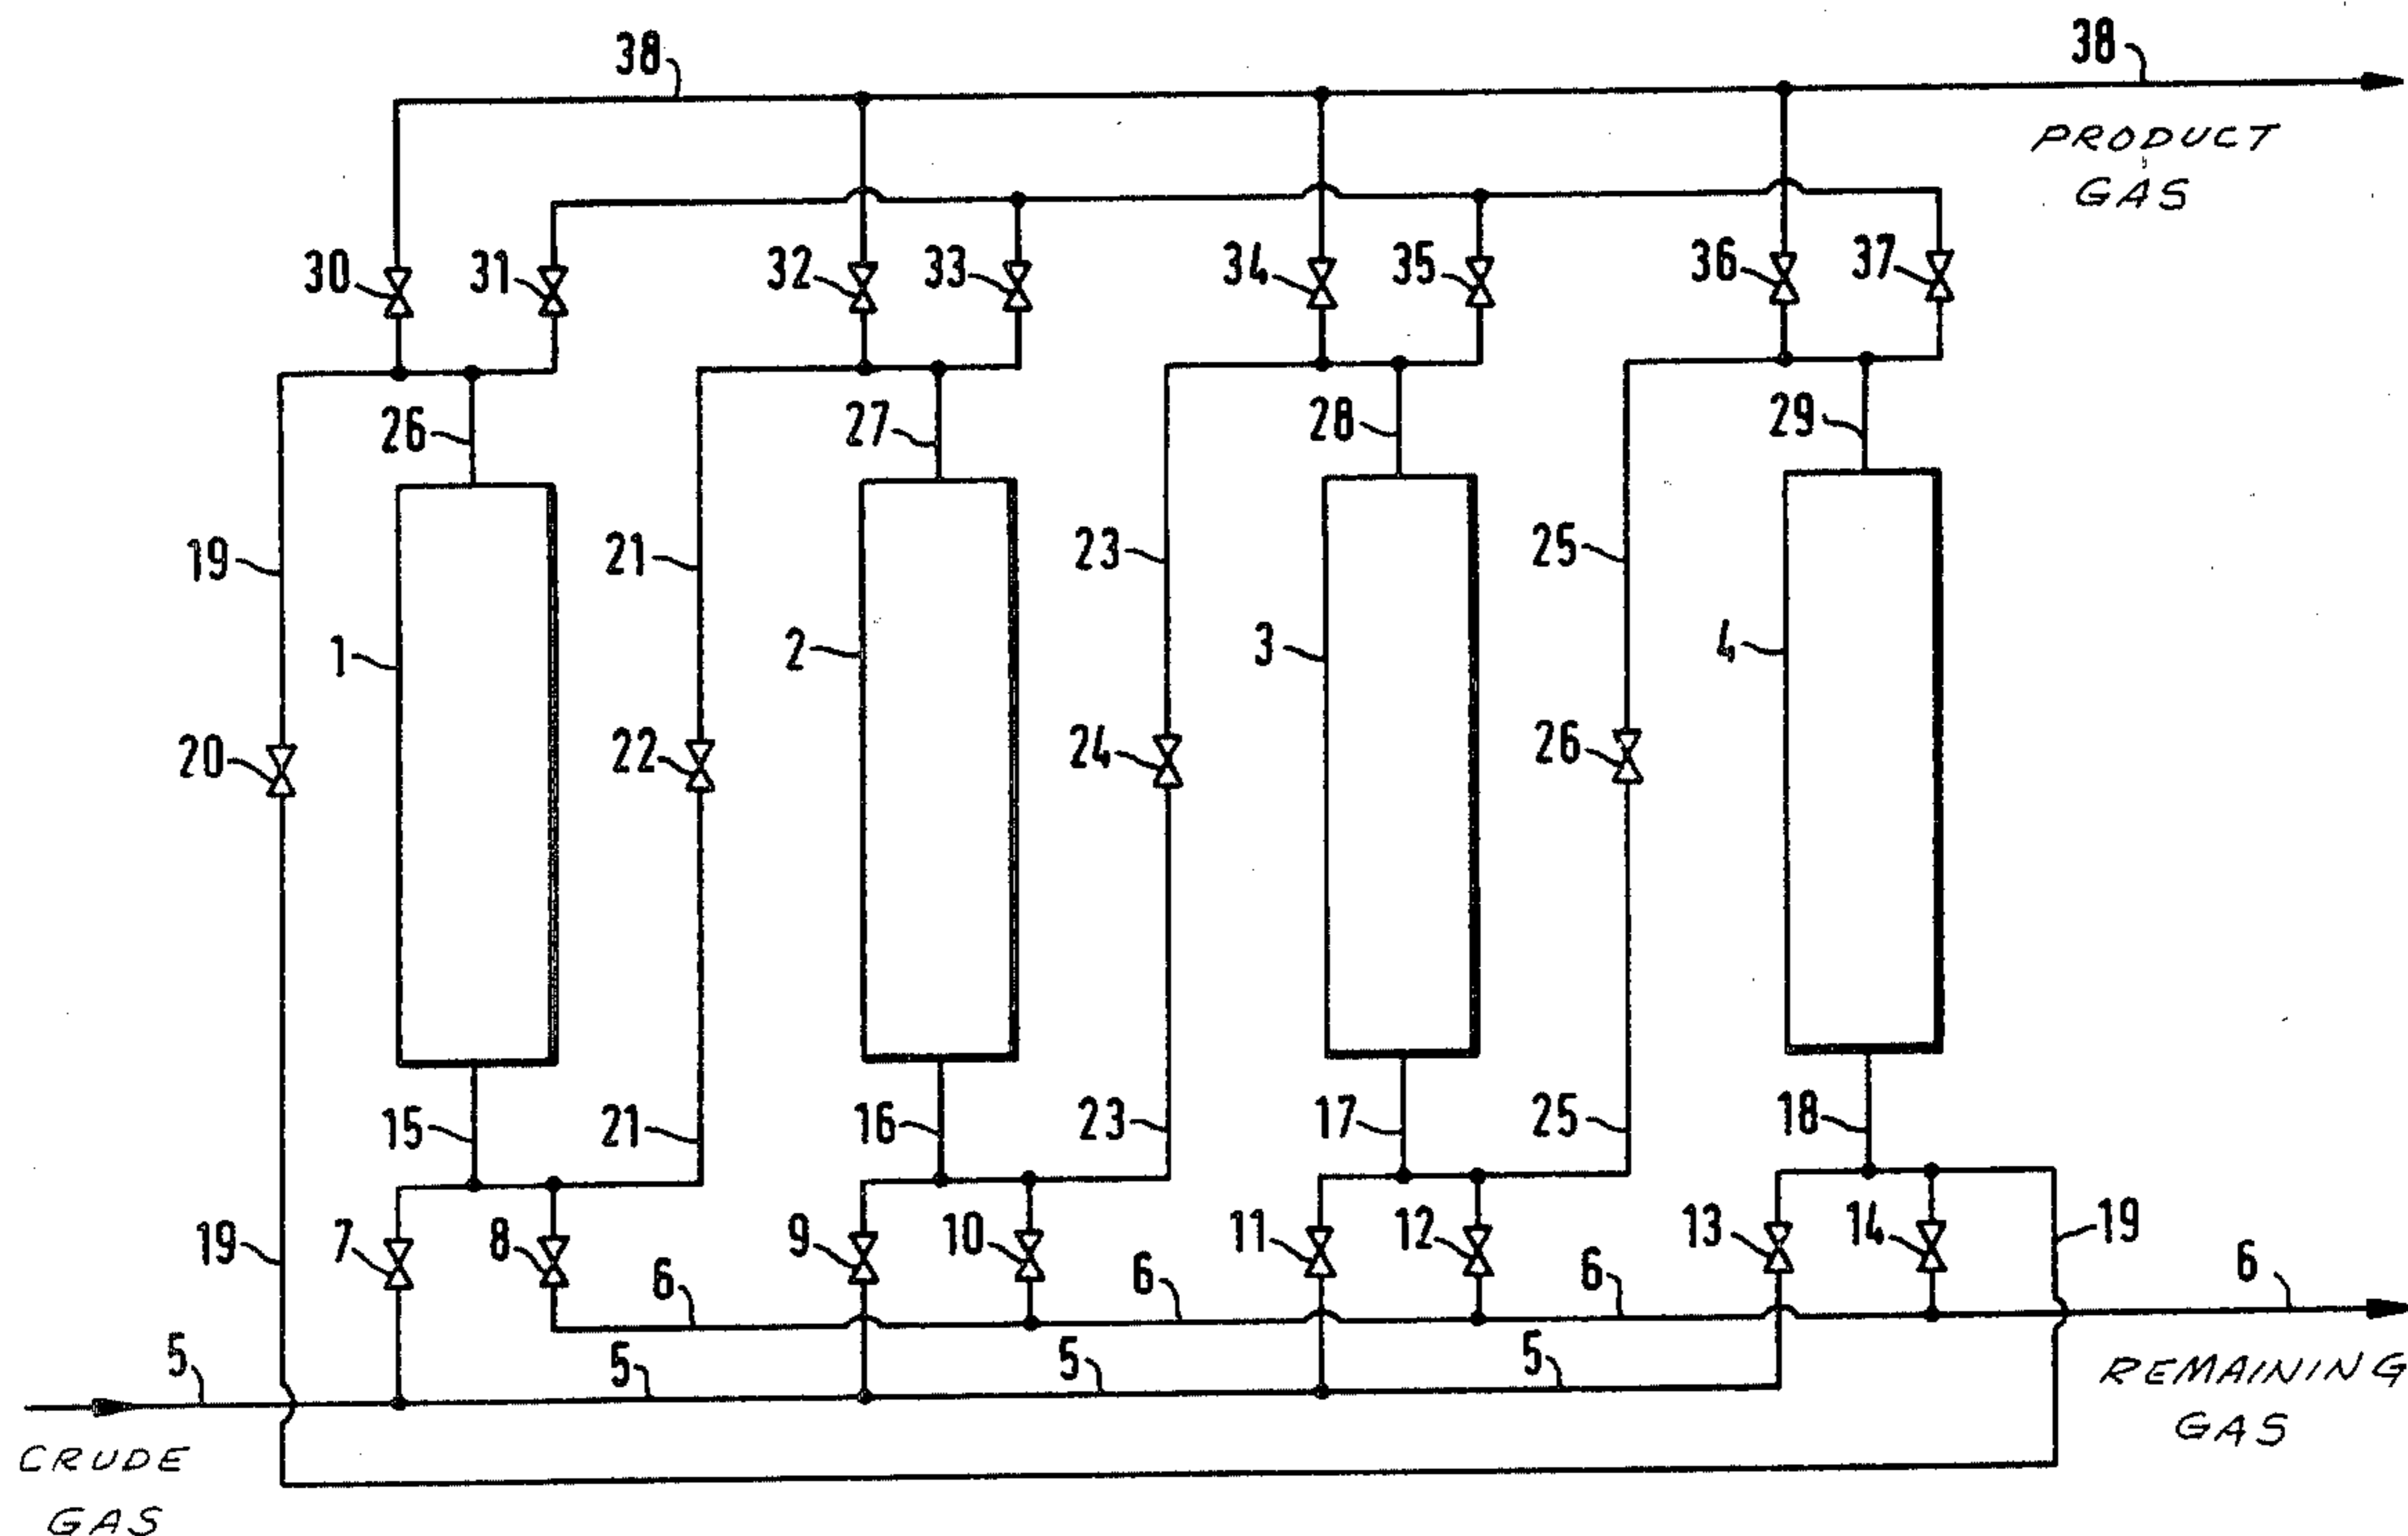 38 38
PRODUCT
GAS
30 31 32 33 34 35 36 37
26 27 28 29
19 21 23 25
1 2 3 4
20 22 24 26
15 21 16 23 17 25 18
19 7 8 9 10 11 12 13 14 19
6 6 6 6
5 5 5 5
REMAINING
GAS
CRUDE
GAS